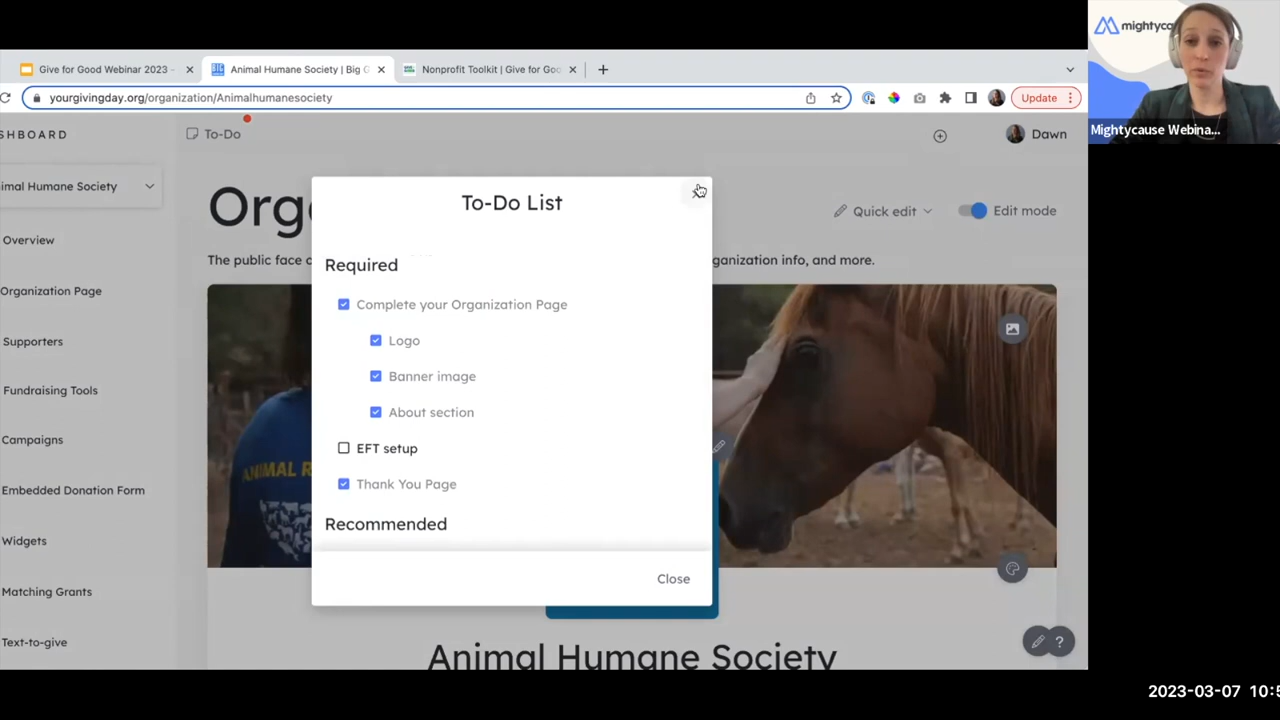 Give for Good Webinar 2023 -
Animal Humane Society | Big G
Nonprofit Toolkit | Give for Goo
yourgivingday.org/organization/Animalhumanesociety
Update
mightyca
Mightycause Webina...
SHBOARD
To-Do
Dawn
imal Humane Society
Org
Quick edit
Edit mode
The public face o
ganization info, and more.
Overview
Organization Page
Supporters
Fundraising Tools
Campaigns
Embedded Donation Form
Widgets
Matching Grants
Text-to-give
To-Do List
Required
Complete your Organization Page
Logo
Banner image
About section
EFT setup
Thank You Page
Recommended
Close
ANIMAL R
Animal Humane Society
?
2023-03-07 10:5